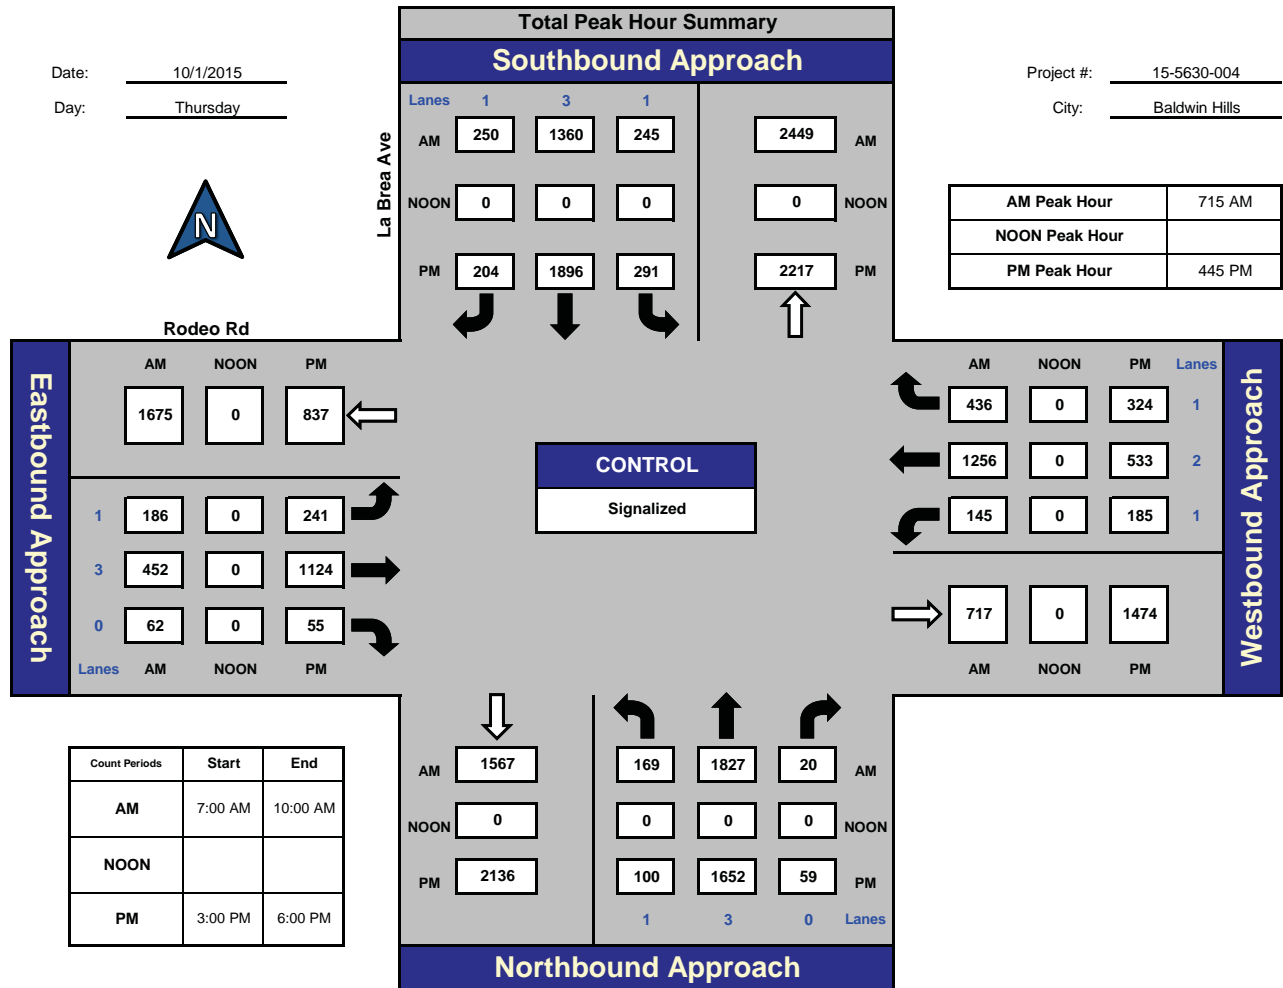 Total Peak Hour Summary
Southbound Approach
Date: 10/1/2015
Day: Thursday
Project #: 15-5630-004
City: Baldwin Hills
La Brea Ave
Lanes 1 3 1
AM 250 1360 245 2449 AM
NOON 0 0 0 0 NOON
PM 204 1896 291 2217 PM
N
AM Peak Hour 715 AM
NOON Peak Hour
PM Peak Hour 445 PM
Rodeo Rd
Eastbound Approach
AM NOON PM
1675 0 837
1 186 0 241
3 452 0 1124
0 62 0 55
Lanes AM NOON PM
CONTROL
Signalized
AM NOON PM Lanes
436 0 324 1
1256 0 533 2
145 0 185 1
717 0 1474
AM NOON PM
Westbound Approach
Count Periods Start End
AM 7:00 AM 10:00 AM
NOON
PM 3:00 PM 6:00 PM
AM 1567 169 1827 20 AM
NOON 0 0 0 0 NOON
PM 2136 100 1652 59 PM
1 3 0 Lanes
Northbound Approach